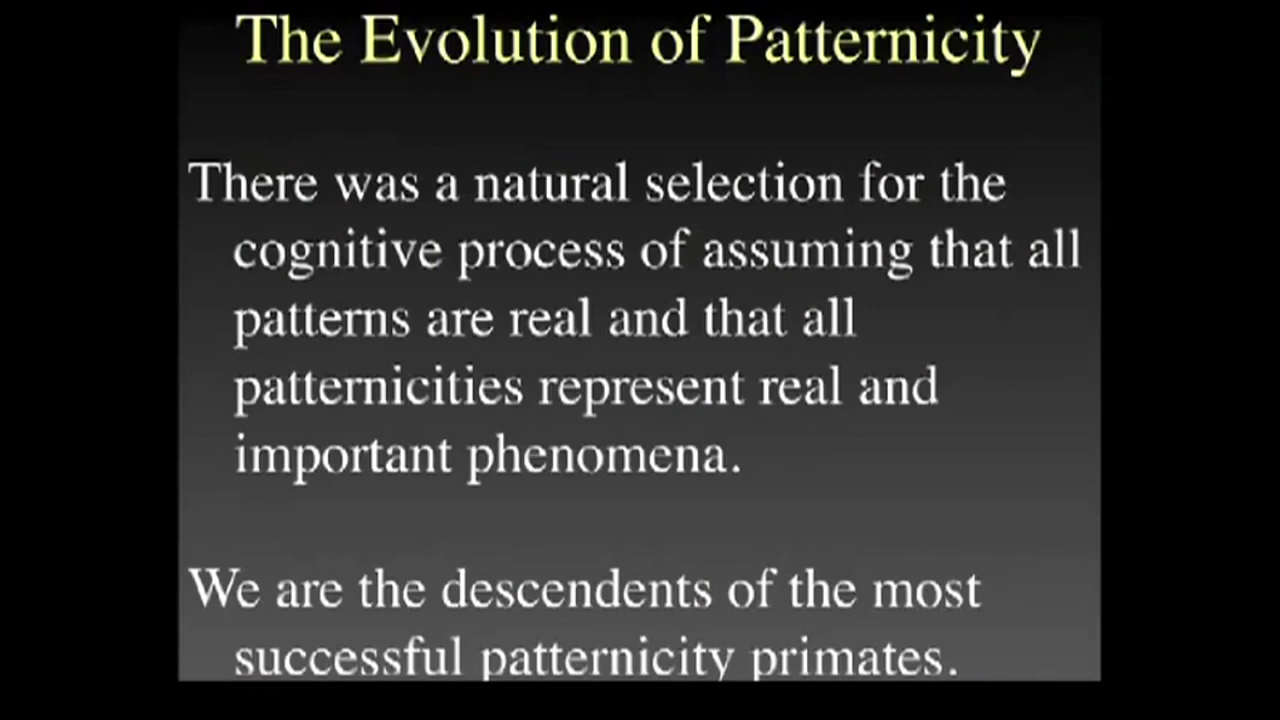 The Evolution of Patternicity
There was a natural selection for the
cognitive process of assuming that all
patterns are real and that all
patternicities represent real and
important phenomena.
We are the descendents of the most
successful patternicity primates.